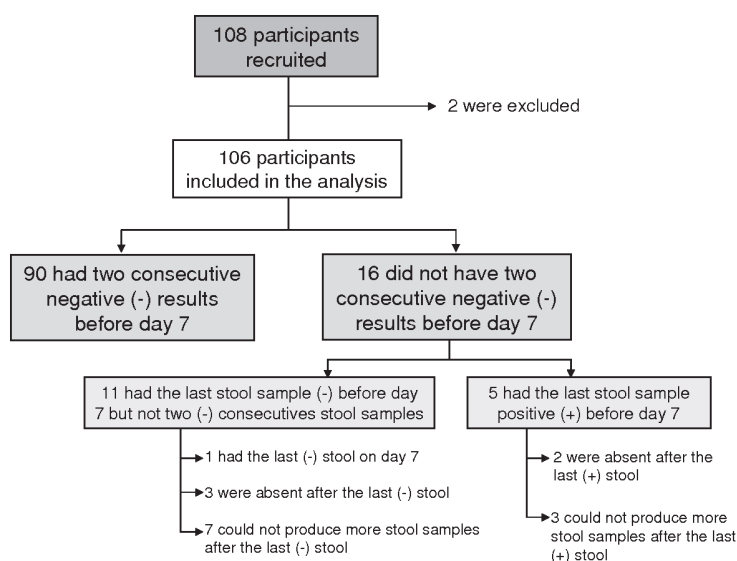 108 participants
recruited
2 were excluded
106 participants
included in the analysis
90 had two consecutive
negative (-) results
before day 7
16 did not have two
consecutive negative (-)
results before day 7
11 had the last stool sample (-) before day
7 but not two (-) consecutives stool samples
5 had the last stool sample
positive (+) before day 7
1 had the last (-) stool on day 7
3 were absent after the last (-) stool
7 could not produce more stool samples
after the last (-) stool
2 were absent after the
last (+) stool
3 could not produce more
stool samples after the last
(+) stool